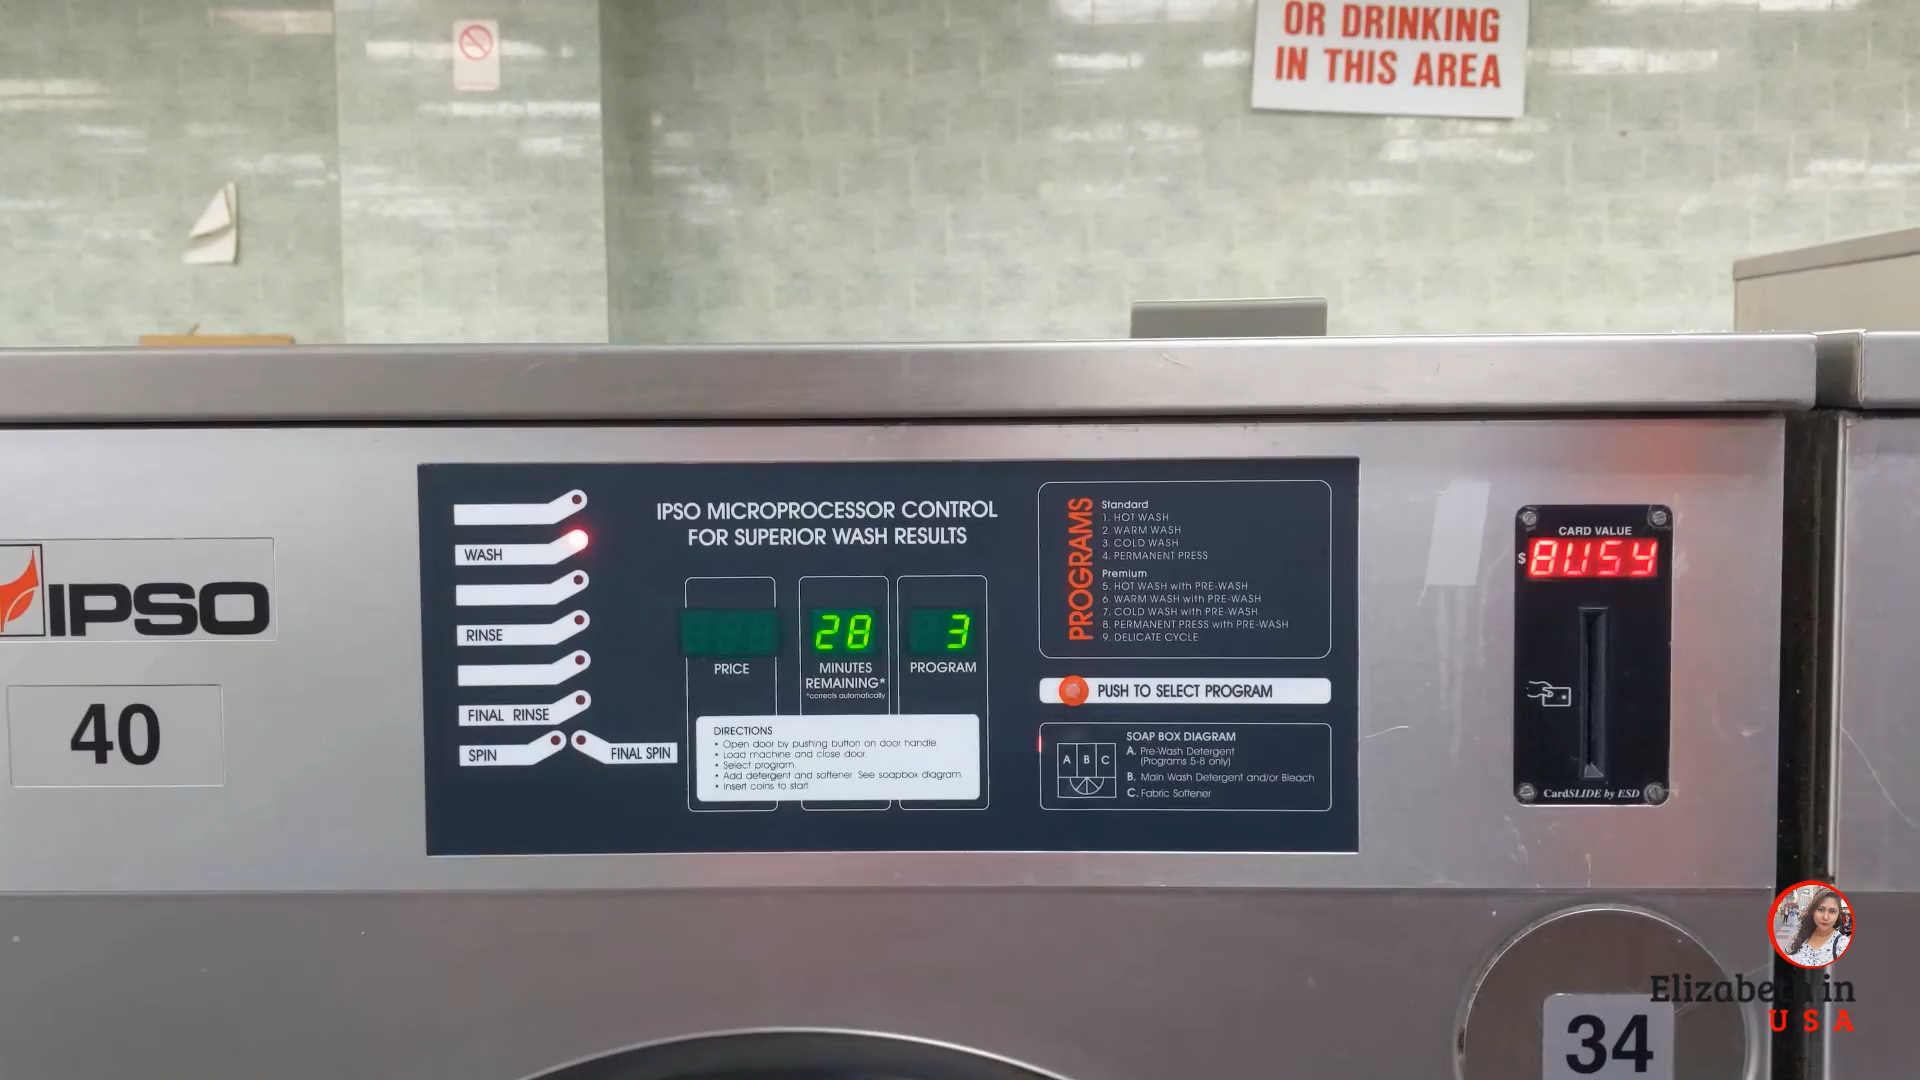 OR DRINKING
IN THIS AREA
IPSO
40
WASH
RINSE
FINAL RINSE
SPIN
FINAL SPIN
IPSO MICROPROCESSOR CONTROL
FOR SUPERIOR WASH RESULTS
PRICE
28
MINUTES
REMAINING*
*corrects automatically
3
PROGRAM
DIRECTIONS
• Open door by pushing button on door handle
• Load machine and close door.
• Select program.
• Add detergent and softener See soapbox diagram.
• Insert coins to start
PROGRAMS
Standard
1. HOT WASH
2. WARM WASH
3. COLD WASH
4. PERMANENT PRESS
Premium
5. HOT WASH with PRE-WASH
6. WARM WASH with PRE-WASH
7. COLD WASH with PRE-WASH
8. PERMANENT PRESS with PRE-WASH
9. DELICATE CYCLE
PUSH TO SELECT PROGRAM
SOAP BOX DIAGRAM
A B C
A. Pre-Wash Detergent
(Programs 5-8 only)
B. Main Wash Detergent and/or Bleach
C. Fabric Softener
CARD VALUE
$ BUSY
CardSLIDE by ESD
34
Elizabeth in
USA